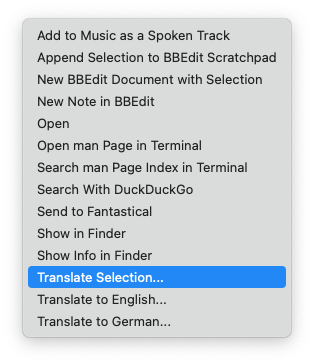 Add to Music as a Spoken Track
Append Selection to BBEdit Scratchpad
New BBEdit Document with Selection
New Note in BBEdit
Open
Open man Page in Terminal
Search man Page Index in Terminal
Search With DuckDuckGo
Send to Fantastical
Show in Finder
Show Info in Finder
Translate Selection...
Translate to English...
Translate to German...